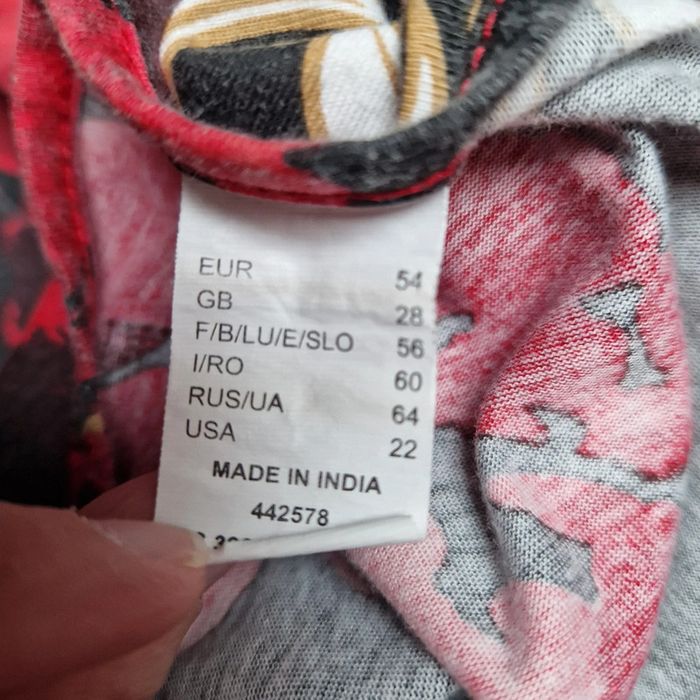 EUR 54
GB 28
F/B/LU/E/SLO 56
I/RO 60
RUS/UA 64
USA 22
MADE IN INDIA
442578